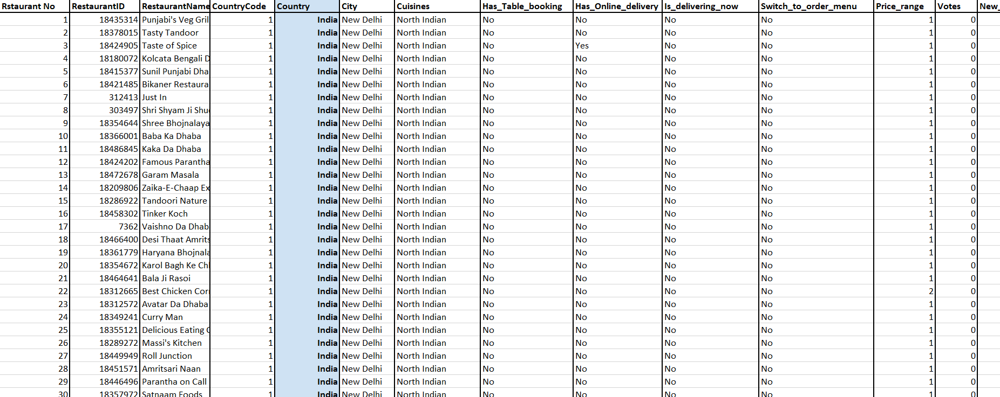 Rstaurant No RestaurantID RestaurantName CountryCode Country City Cuisines Has_Table_booking Has_Online_delivery Is_delivering_now Switch_to_order_menu Price_range Votes New_
1 18435314 Punjabi's Veg Gril 1 India New Delhi North Indian No No No No 1 0
2 18378015 Tasty Tandoor 1 India New Delhi North Indian No No No No 1 0
3 18424905 Taste of Spice 1 India New Delhi North Indian No Yes No No 1 0
4 18180072 Kolcata Bengali D 1 India New Delhi North Indian No No No No 1 0
5 18415377 Sunil Punjabi Dha 1 India New Delhi North Indian No No No No 1 0
6 18421485 Bikaner Restaura 1 India New Delhi North Indian No No No No 1 0
7 312413 Just In 1 India New Delhi North Indian No No No No 1 0
8 303497 Shri Shyam Ji Shu 1 India New Delhi North Indian No No No No 1 0
9 18354644 Shree Bhojnalaya 1 India New Delhi North Indian No No No No 1 0
10 18366001 Baba Ka Dhaba 1 India New Delhi North Indian No No No No 1 0
11 18486845 Kaka Da Dhaba 1 India New Delhi North Indian No No No No 1 0
12 18424202 Famous Parantha 1 India New Delhi North Indian No No No No 1 0
13 18472678 Garam Masala 1 India New Delhi North Indian No No No No 1 0
14 18209806 Zaika-E-Chaap Ex 1 India New Delhi North Indian No No No No 1 0
15 18286922 Tandoori Nature 1 India New Delhi North Indian No No No No 1 0
16 18458302 Tinker Koch 1 India New Delhi North Indian No No No No 1 0
17 7362 Vaishno Da Dhab 1 India New Delhi North Indian No No No No 1 0
18 18466400 Desi Thaat Amrits 1 India New Delhi North Indian No No No No 1 0
19 18361779 Haryana Bhojnala 1 India New Delhi North Indian No No No No 1 0
20 18354672 Karol Bagh Ke Chl 1 India New Delhi North Indian No No No No 1 0
21 18464641 Bala Ji Rasoi 1 India New Delhi North Indian No No No No 1 0
22 18312665 Best Chicken Corn 1 India New Delhi North Indian No No No No 2 0
23 18312572 Avatar Da Dhaba 1 India New Delhi North Indian No No No No 1 0
24 18349241 Curry Man 1 India New Delhi North Indian No No No No 1 0
25 18355121 Delicious Eating C 1 India New Delhi North Indian No No No No 1 0
26 18289272 Massi's Kitchen 1 India New Delhi North Indian No No No No 1 0
27 18449949 Roll Junction 1 India New Delhi North Indian No No No No 1 0
28 18451571 Amritsari Naan 1 India New Delhi North Indian No No No No 1 0
29 18446496 Parantha on Call 1 India New Delhi North Indian No No No No 1 0
30 18357972 Satnaam Foods 1 India New Delhi North Indian No No No No 1 0